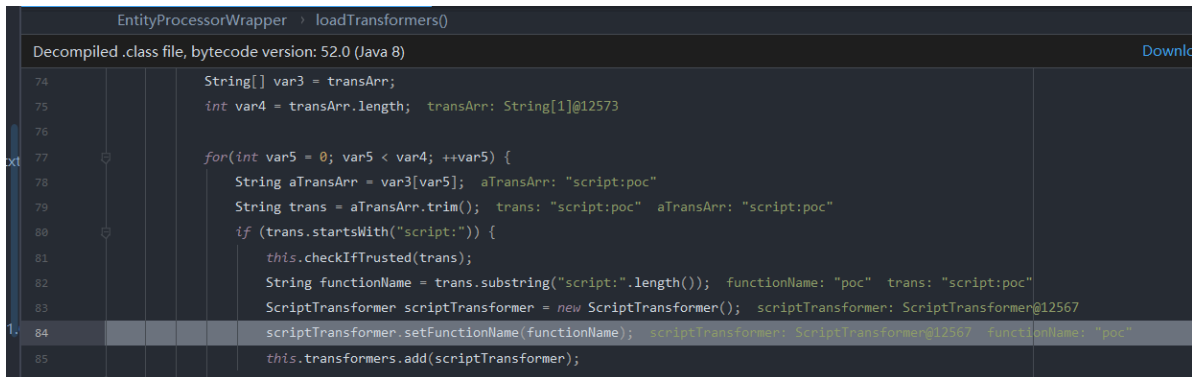 EntityProcessorWrapper › loadTransformers()
Decompiled .class file, bytecode version: 52.0 (Java 8) Downlo
74 String[] var3 = transArr;
75 int var4 = transArr.length; transArr: String[1]@12573
76
77 for(int var5 = 0; var5 < var4; ++var5) {
78 String aTransArr = var3[var5]; aTransArr: "script:poc"
79 String trans = aTransArr.trim(); trans: "script:poc" aTransArr: "script:poc"
80 if (trans.startsWith("script:")) {
81 this.checkIfTrusted(trans);
82 String functionName = trans.substring("script:".length()); functionName: "poc" trans: "script:poc"
83 ScriptTransformer scriptTransformer = new ScriptTransformer(); scriptTransformer: ScriptTransformer@12567
84 scriptTransformer.setFunctionName(functionName); scriptTransformer: ScriptTransformer@12567 functionName: "poc"
85 this.transformers.add(scriptTransformer);